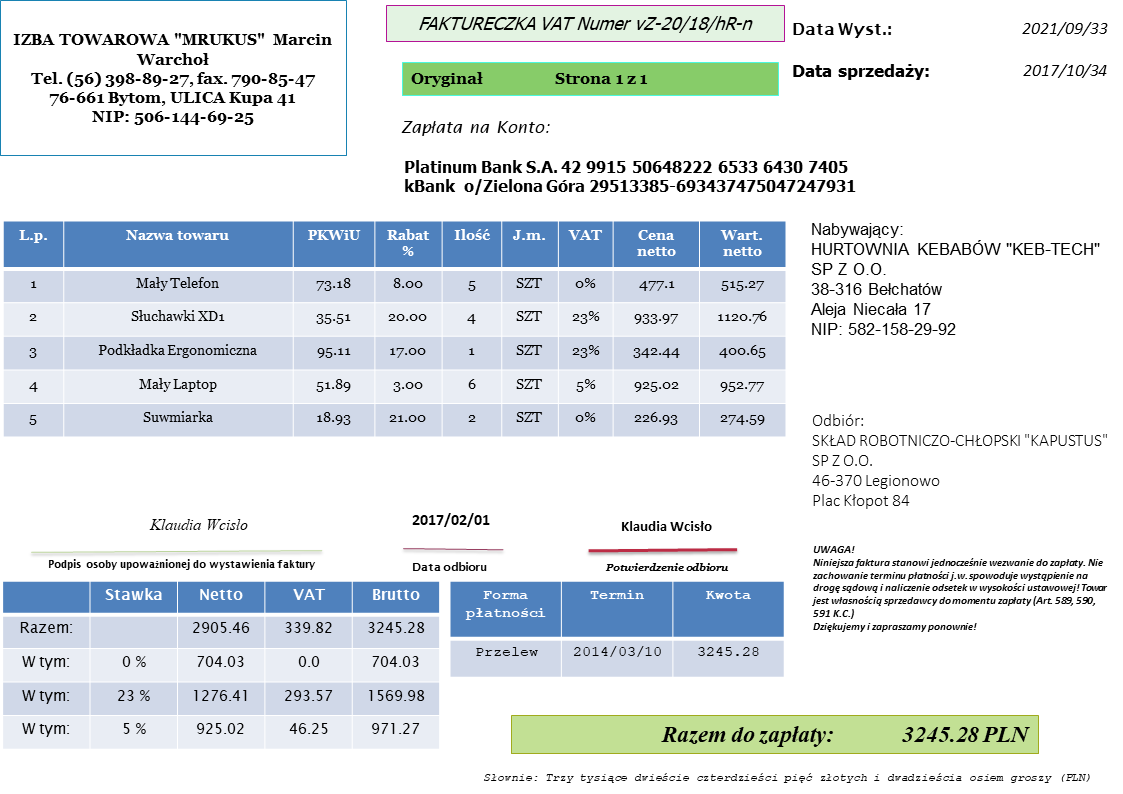 IZBA TOWAROWA "MRUKUS" Marcin
Warchoł
Tel. (56) 398-89-27, fax. 790-85-47
76-661 Bytom, ULICA Kupa 41
NIP: 506-144-69-25
FAKTURECZKA VAT Numer vZ-20/18/hR-n
Data Wyst.: 2021/09/33
Oryginał Strona 1 z 1
Data sprzedaży: 2017/10/34
Zapłata na Konto:
Platinum Bank S.A. 42 9915 50648222 6533 6430 7405
kBank o/Zielona Góra 29513385-693437475047247931
L.p. Nazwa towaru PKWiU Rabat % Ilość J.m. VAT Cena netto Wart. netto
1 Mały Telefon 73.18 8.00 5 SZT 0% 477.1 515.27
2 Słuchawki XD1 35.51 20.00 4 SZT 23% 933.97 1120.76
3 Podkładka Ergonomiczna 95.11 17.00 1 SZT 23% 342.44 400.65
4 Mały Laptop 51.89 3.00 6 SZT 5% 925.02 952.77
5 Suwmiarka 18.93 21.00 2 SZT 0% 226.93 274.59
Nabywający:
HURTOWNIA KEBABÓW "KEB-TECH"
SP Z O.O.
38-316 Bełchatów
Aleja Niecała 17
NIP: 582-158-29-92
Odbiór:
SKŁAD ROBOTNICZO-CHŁOPSKI "KAPUSTUS"
SP Z O.O.
46-370 Legionowo
Plac Kłopot 84
Klaudia Wcisło
Podpis osoby upoważnionej do wystawienia faktury
2017/02/01
Data odbioru
Klaudia Wcisło
Potwierdzenie odbioru
UWAGA!
Niniejsza faktura stanowi jednocześnie wezwanie do zapłaty. Nie
zachowanie terminu płatności j.w. spowoduje wystąpienie na
drogę sądową i naliczenie odsetek w wysokości ustawowej! Towar
jest własnością sprzedawcy do momentu zapłaty (Art. 589, 590,
591 K.C.)
Dziękujemy i zapraszamy ponownie!
Stawka Netto VAT Brutto
Razem: 2905.46 339.82 3245.28
W tym: 0 % 704.03 0.0 704.03
W tym: 23 % 1276.41 293.57 1569.98
W tym: 5 % 925.02 46.25 971.27
Forma płatności Termin Kwota
Przelew 2014/03/10 3245.28
Razem do zapłaty: 3245.28 PLN
Słownie: Trzy tysiące dwieście czterdzieści pięć złotych i dwadzieścia osiem groszy (PLN)